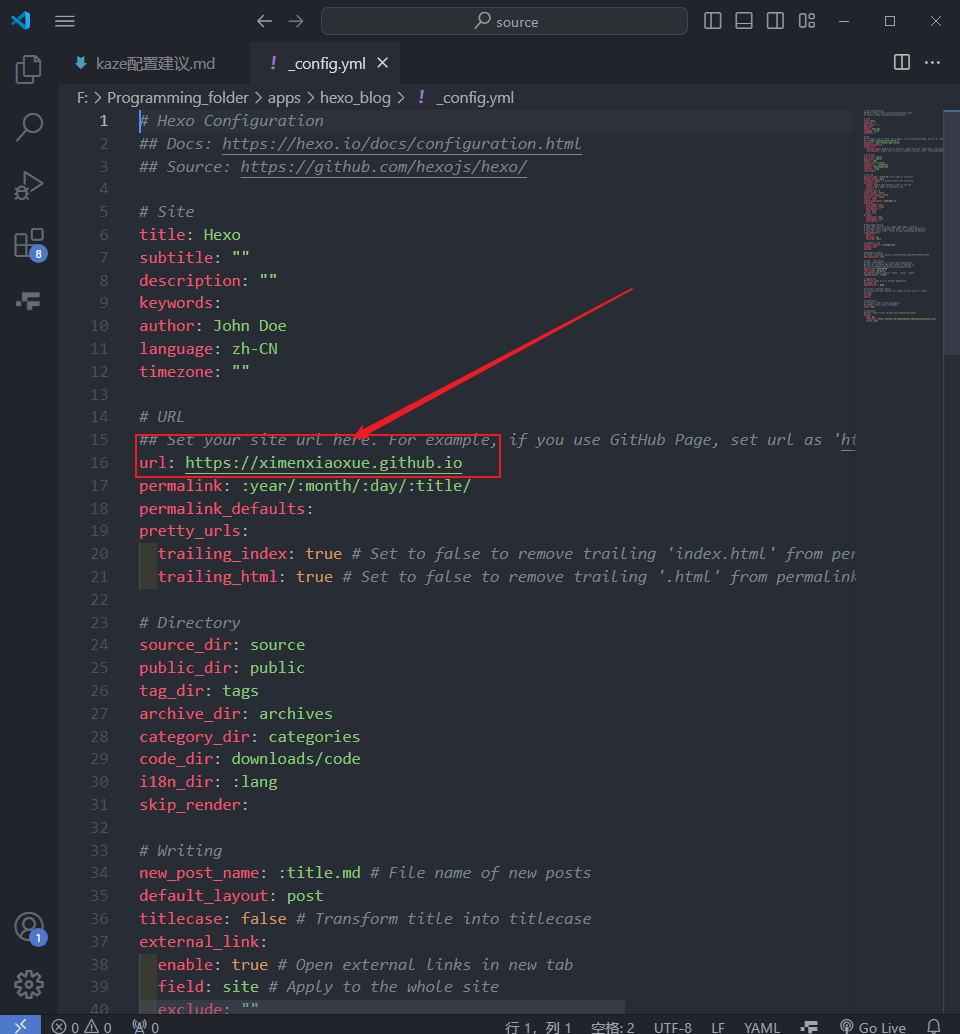 source
kaze配置建议.md
! _config.yml
F: > Programming_folder > apps > hexo_blog > ! _config.yml
1 # Hexo Configuration
2 ## Docs: https://hexo.io/docs/configuration.html
3 ## Source: https://github.com/hexojs/hexo/
4
5 # Site
6 title: Hexo
7 subtitle: ""
8 description: ""
9 keywords:
10 author: John Doe
11 language: zh-CN
12 timezone: ""
13
14 # URL
15 ## Set your site url here. For example, if you use GitHub Page, set url as 'ht
16 url: https://ximenxiaoxue.github.io
17 permalink: :year/:month/:day/:title/
18 permalink_defaults:
19 pretty_urls:
20 trailing_index: true # Set to false to remove trailing 'index.html' from per
21 trailing_html: true # Set to false to remove trailing '.html' from permalink
22
23 # Directory
24 source_dir: source
25 public_dir: public
26 tag_dir: tags
27 archive_dir: archives
28 category_dir: categories
29 code_dir: downloads/code
30 i18n_dir: :lang
31 skip_render:
32
33 # Writing
34 new_post_name: :title.md # File name of new posts
35 default_layout: post
36 titlecase: false # Transform title into titlecase
37 external_link:
38 enable: true # Open external links in new tab
39 field: site # Apply to the whole site
40 exclude: ""
8
1
0 0 0 行 1，列 1 空格: 2 UTF-8 LF YAML Go Live